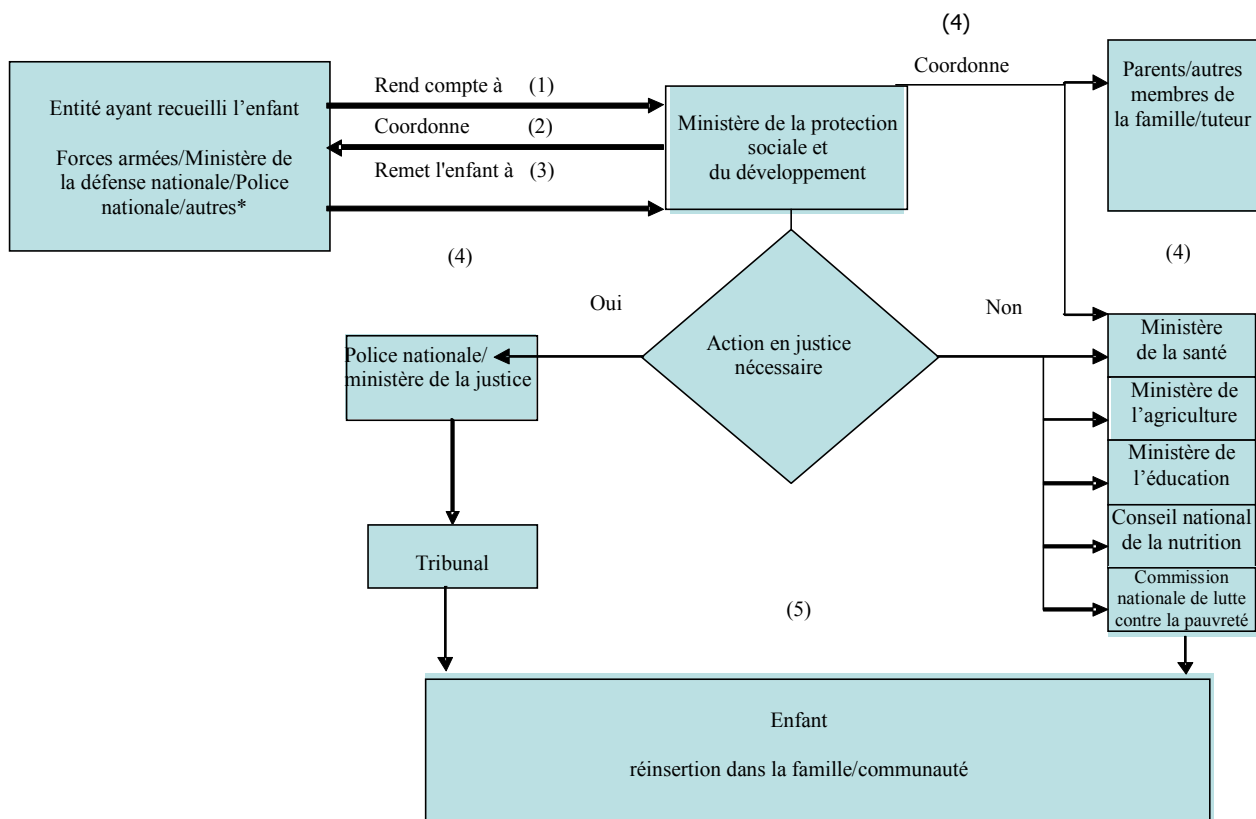 (4)
Coordonne
Entité ayant recueilli l'enfant
Forces armées/Ministère de
la défense nationale/Police
nationale/autres*
Rend compte à (1)
Coordonne (2)
Remet l'enfant à (3)
Ministère de la protection
sociale et
du développement
Parents/autres
membres de
la famille/tuteur
(4)
(4)
Oui
Non
Action en justice
nécessaire
Police nationale/
ministère de la justice
Tribunal
Ministère
de la santé
Ministère de
l'agriculture
Ministère de
l'éducation
Conseil national
de la nutrition
Commission
nationale de lutte
contre la pauvreté
(5)
Enfant
réinsertion dans la famille/communauté